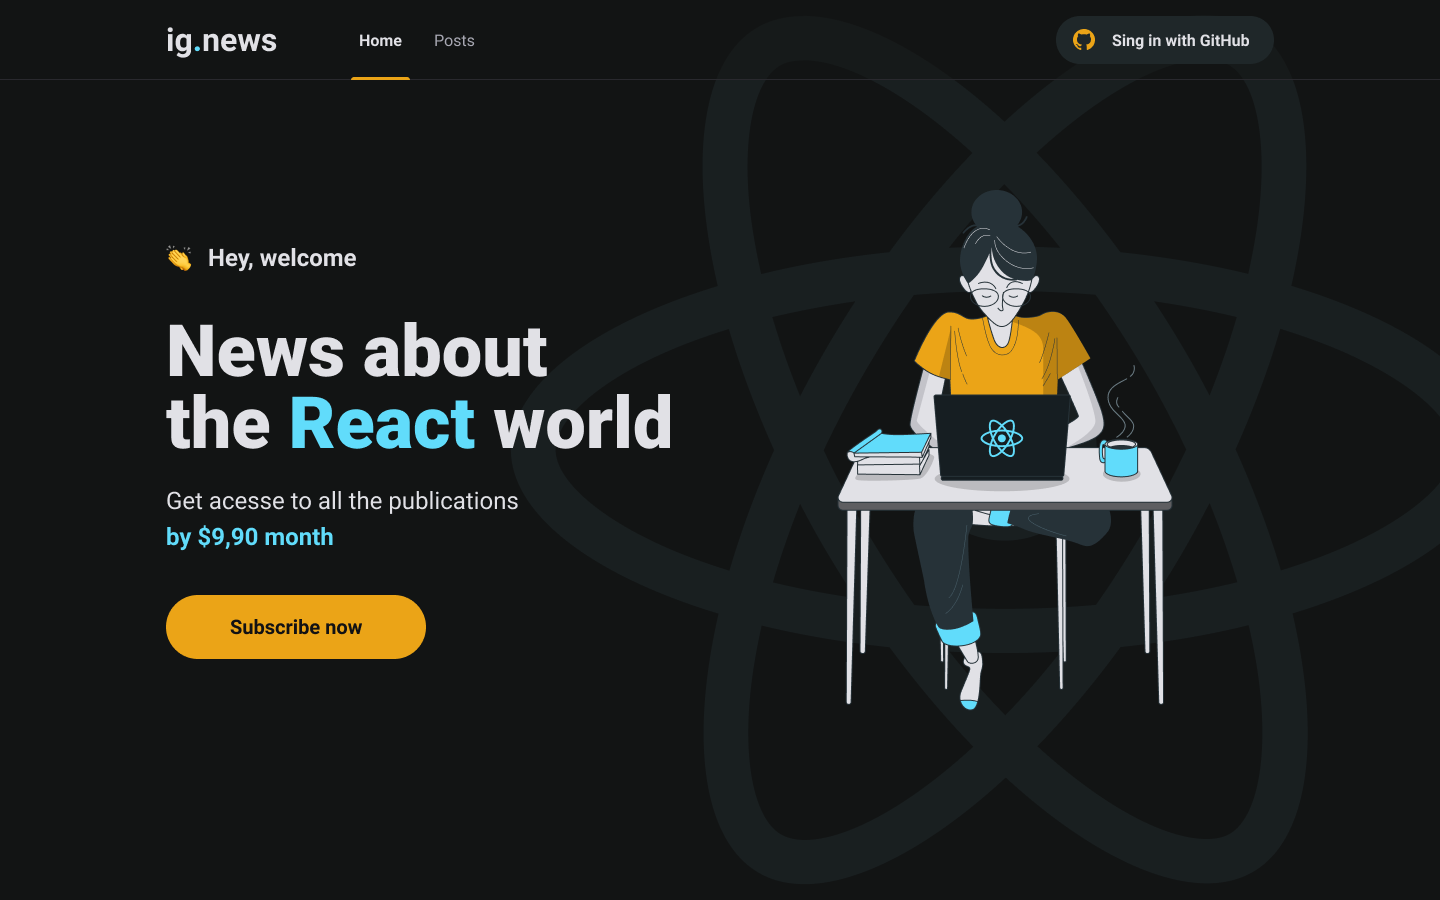 ig.news
Home
Posts
Sing in with GitHub
Hey, welcome
News about
the React world
Get acesse to all the publications
by $9,90 month
Subscribe now